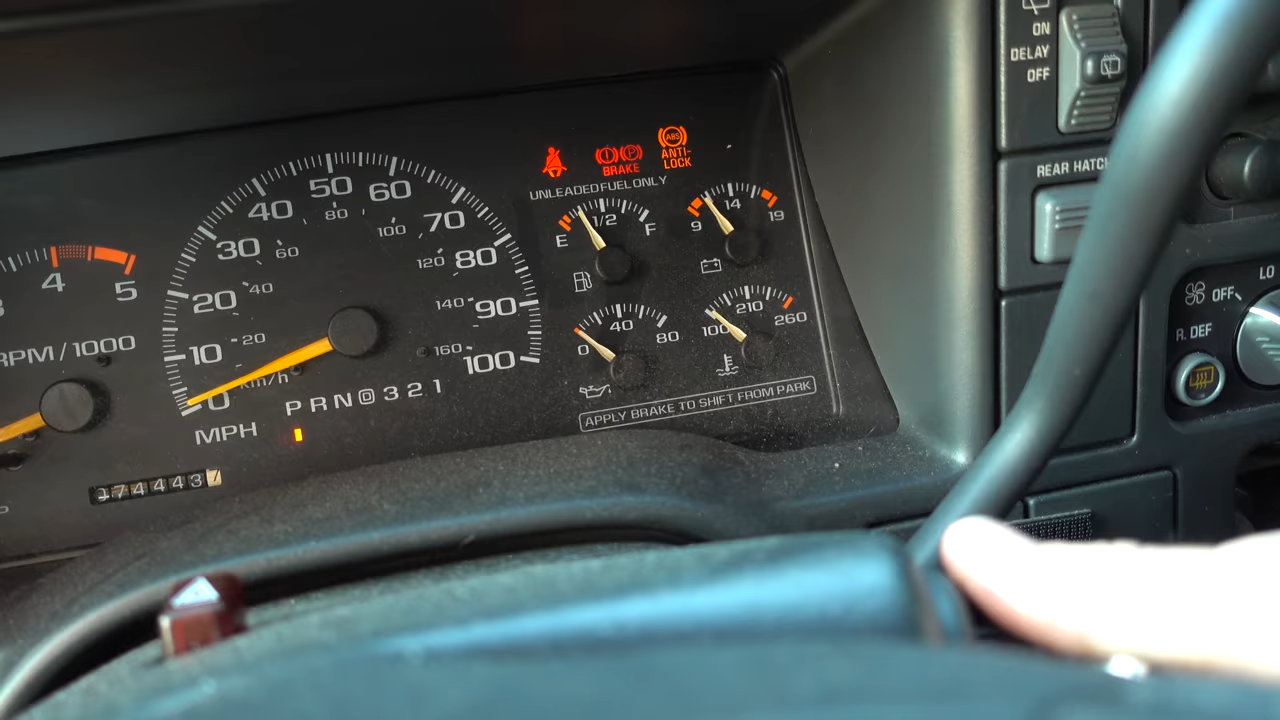 ON
DELAY
OFF
REAR HATCH
LO
OFF
R. DEF
ABS
ANTI-
LOCK
BRAKE
P
UNLEADED FUEL ONLY
E 1/2 F
9 14 19
0 40 80
100 210 260
APPLY BRAKE TO SHIFT FROM PARK
0 10 20 30 40 50 60 70 80 90 100
20 40 60 80 100 120 140 160
km/h
MPH
P R N D 3 2 1
4 5
RPM / 1000
174443